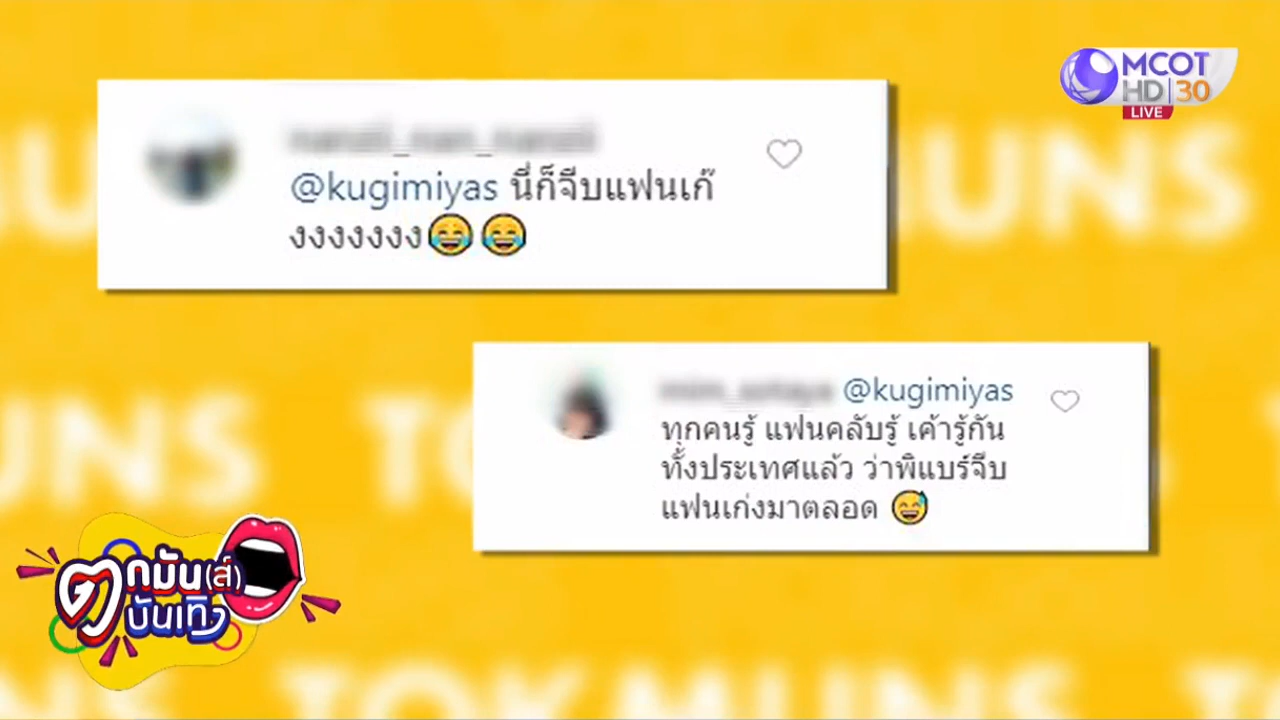 MCOT
HD 30
LIVE
@kugimiyas นี่ก็จีบแฟนเก๊
งงงงงงง😂😂
@kugimiyas
ทุกคนรู้ แฟนคลับรู้ เค้ารู้กัน
ทั้งประเทศแล้ว ว่าพิแบร์จีบ
แฟนเก่งมาตลอด 😅
TOKMUNS
ตกมัน(ส์)
บันเทิง